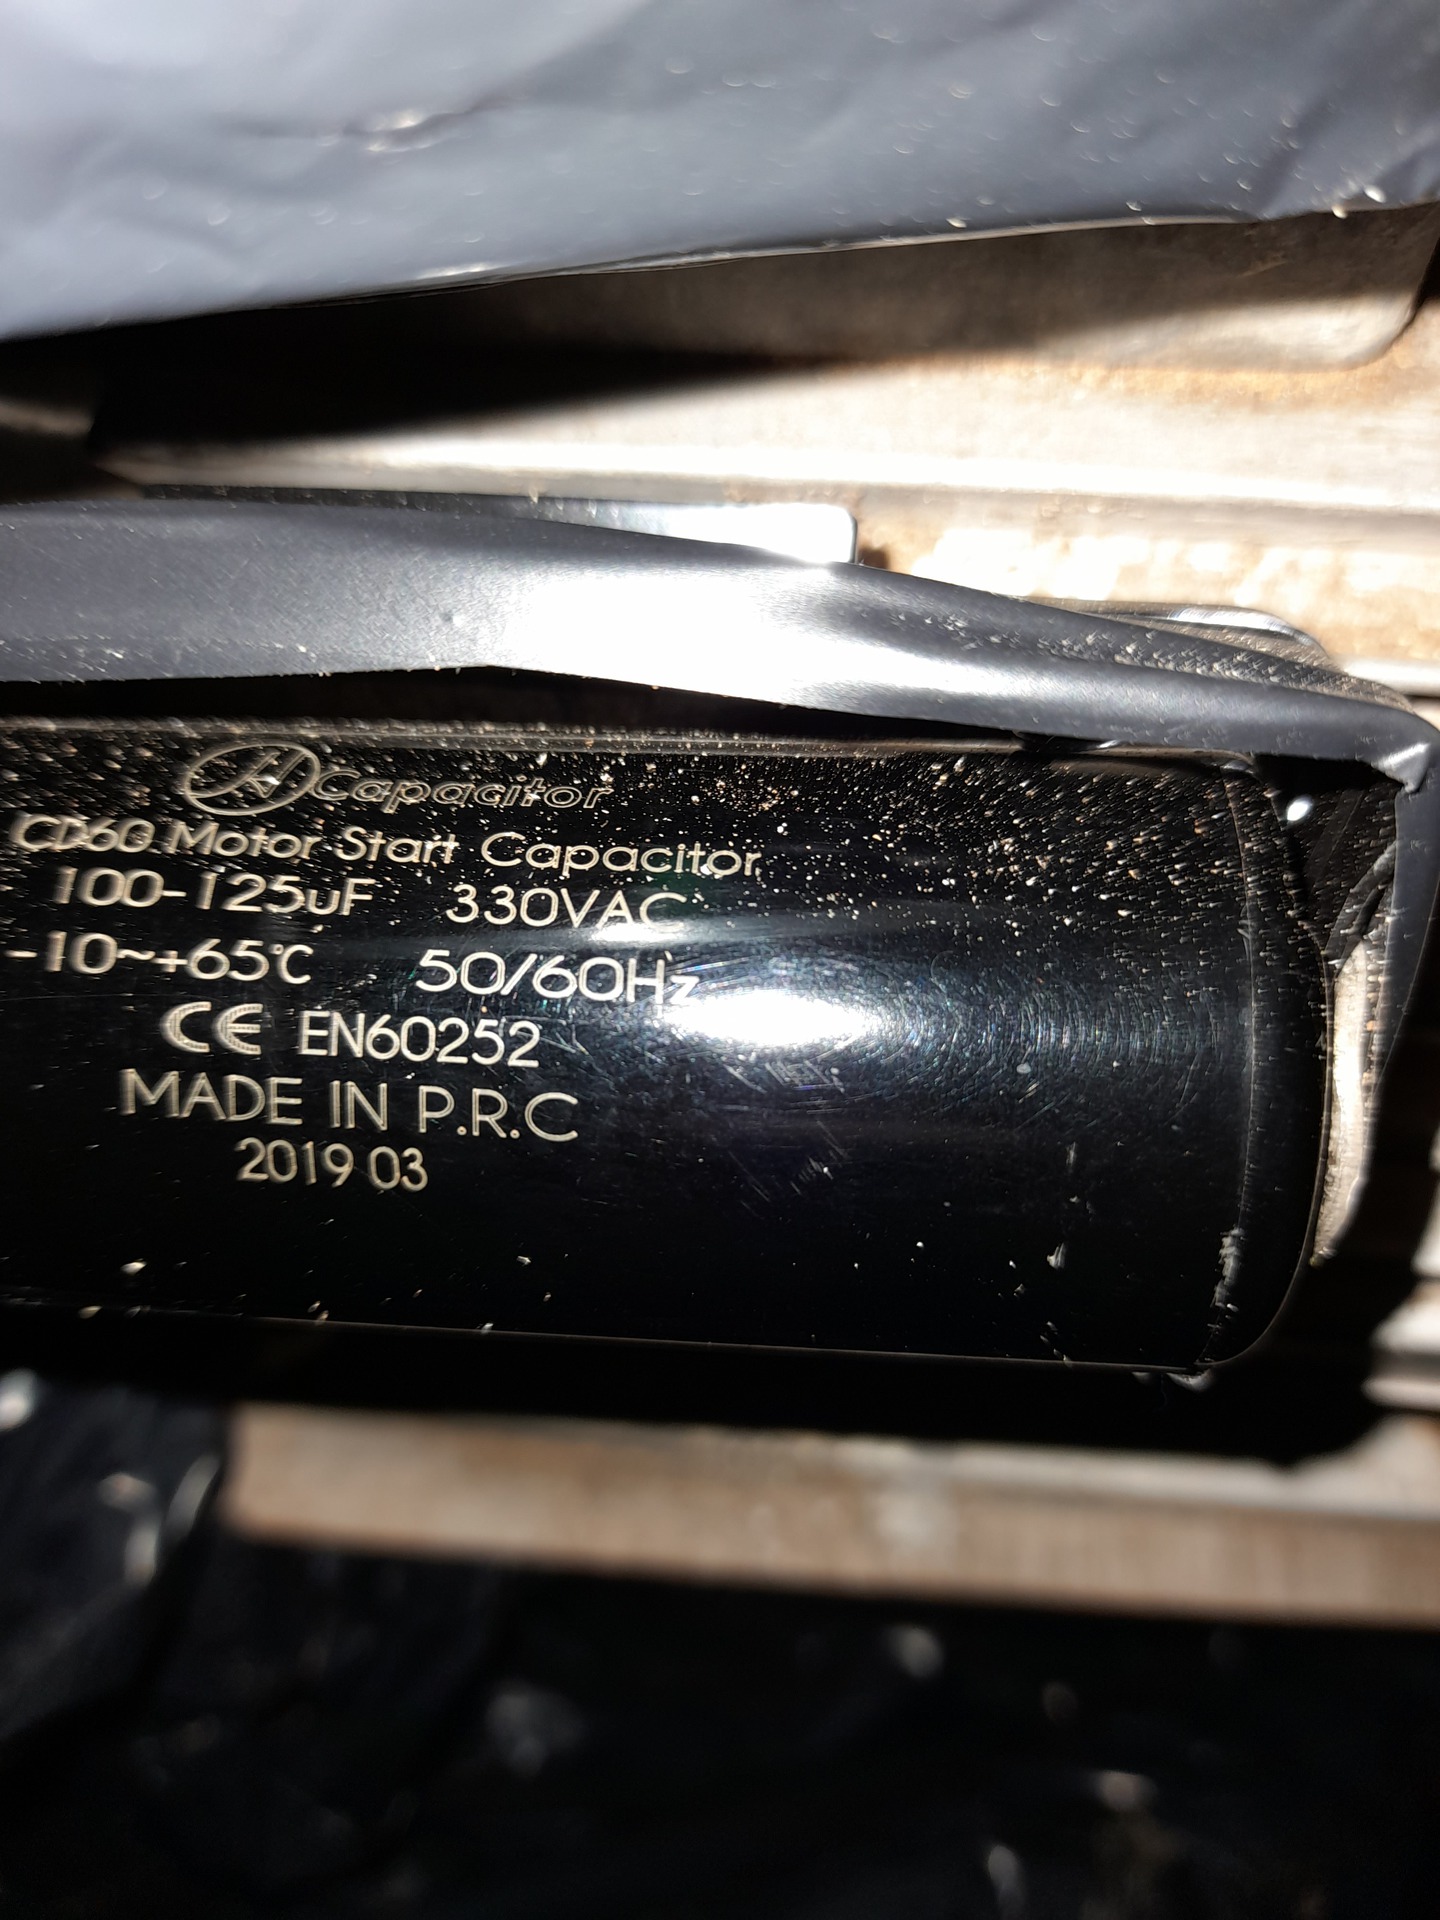 Capacitor
CD60 Motor Start Capacitor
100-125uF 330VAC
-10~+65℃ 50/60Hz
CE EN60252
MADE IN P.R.C
2019 03